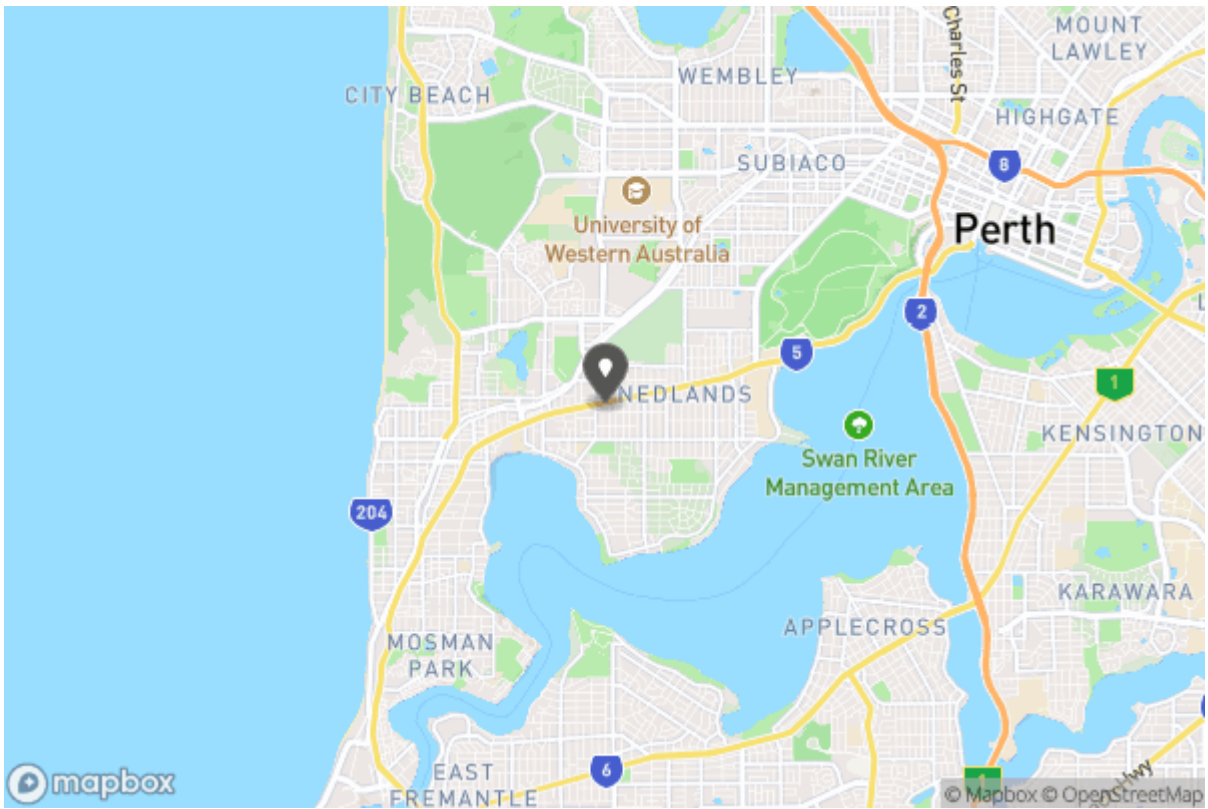 Charles St
MOUNT
LAWLEY
WEMBLEY
CITY BEACH
HIGHGATE
SUBIACO
8
University of
Western Australia
Perth
2
5
1
NEDLANDS
KENSINGTON
Swan River
Management Area
204
KARAWARA
APPLECROSS
MOSMAN
PARK
6
EAST
FREMANTLE
Hwy
mapbox
© Mapbox © OpenStreetMap